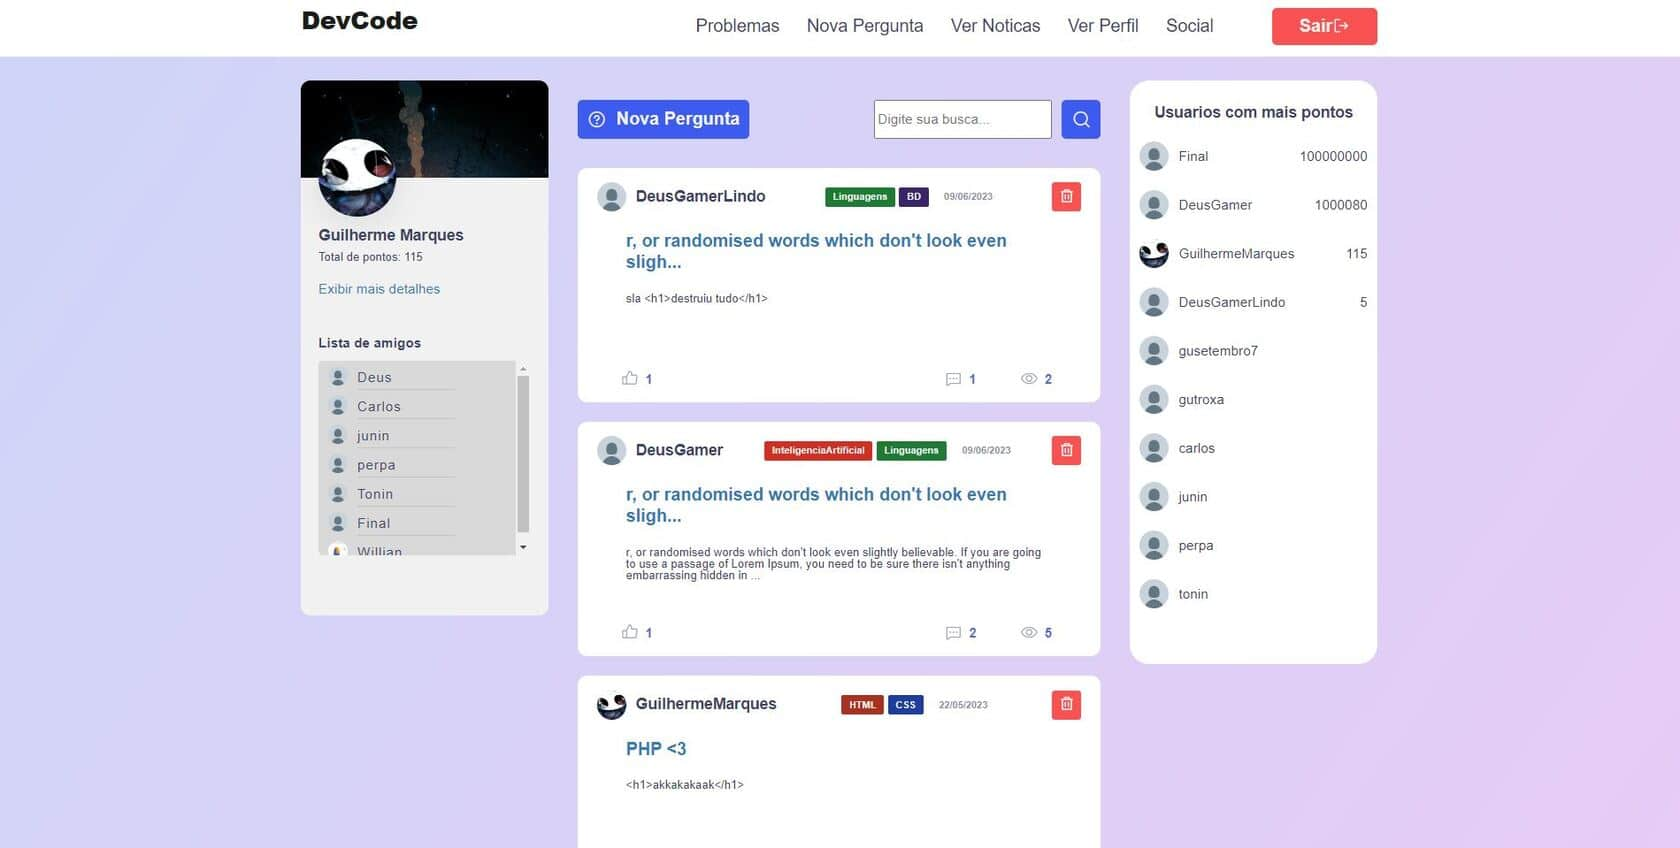 DevCode
Problemas
Nova Pergunta
Ver Noticas
Ver Perfil
Social
Sair
Guilherme Marques
Total de pontos: 115
Exibir mais detalhes
Lista de amigos
Deus
Carlos
junin
perpa
Tonin
Final
Willian
Nova Pergunta
Digite sua busca...
DeusGamerLindo
Linguagens
BD
09/06/2023
r, or randomised words which don't look even
sligh...
sla <h1>destruiu tudo</h1>
1
1
2
DeusGamer
InteligenciaArtificial
Linguagens
09/06/2023
r, or randomised words which don't look even
sligh...
r, or randomised words which don't look even slightly believable. If you are going
to use a passage of Lorem Ipsum, you need to be sure there isn't anything
embarrassing hidden in ...
1
2
5
GuilhermeMarques
HTML
CSS
22/05/2023
PHP <3
<h1>akkakakaak</h1>
Usuarios com mais pontos
Final 100000000
DeusGamer 1000080
GuilhermeMarques 115
DeusGamerLindo 5
gusetembro7
gutroxa
carlos
junin
perpa
tonin